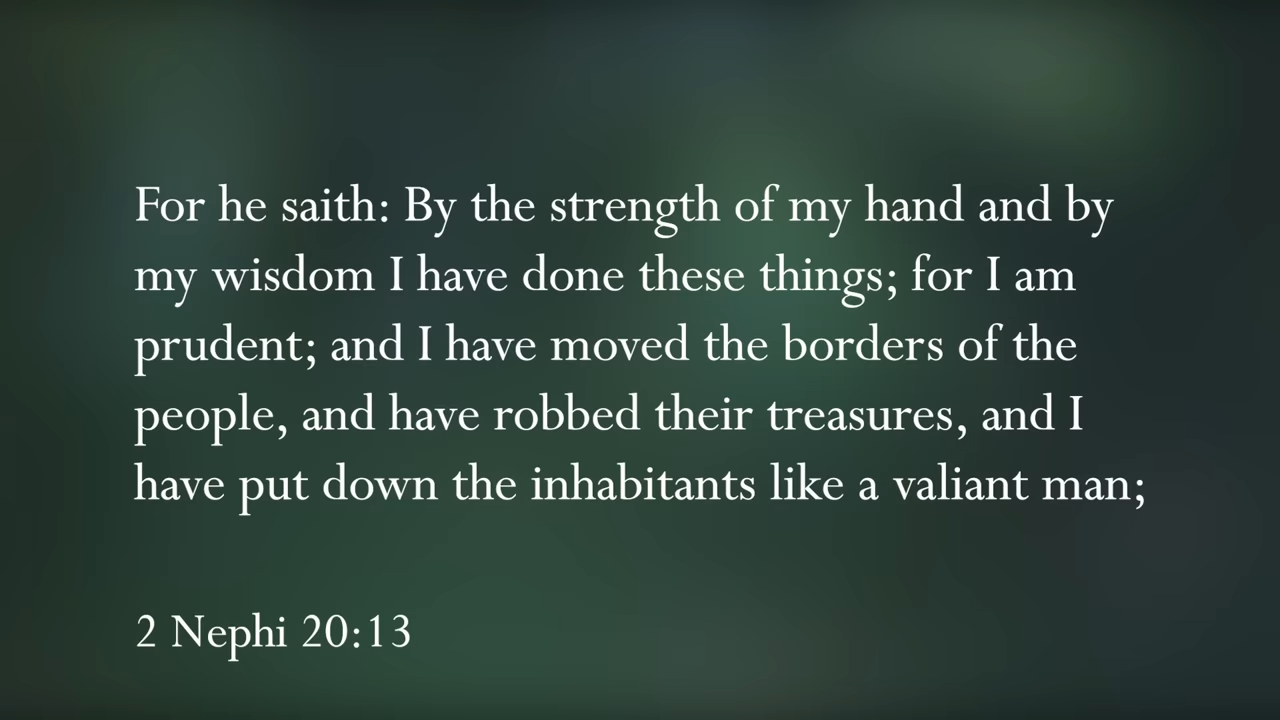 For he saith: By the strength of my hand and by
my wisdom I have done these things; for I am
prudent; and I have moved the borders of the
people, and have robbed their treasures, and I
have put down the inhabitants like a valiant man;
2 Nephi 20:13